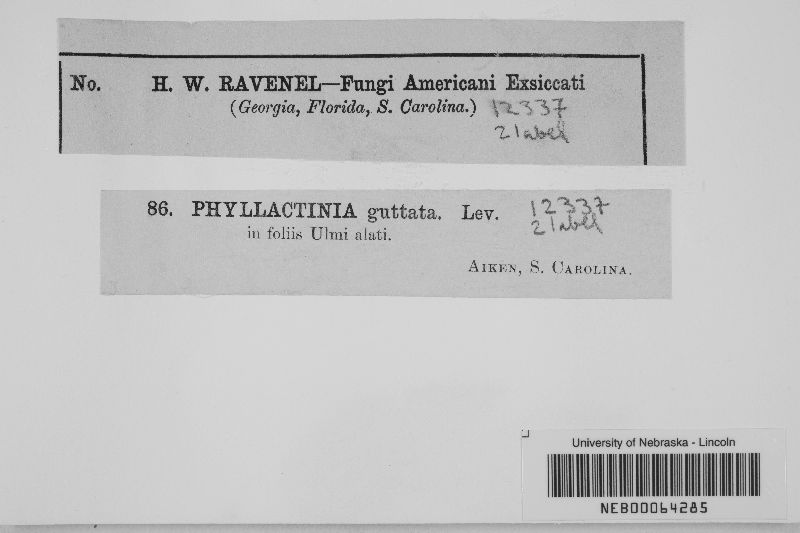 No. H. W. RAVENEL—Fungi Americani Exsiccati
(Georgia, Florida, S. Carolina.) 12337
2 label
86. PHYLLACTINIA guttata. Lev. 12337
in foliis Ulmi alati. 2 label
AIKEN, S. CAROLINA.
University of Nebraska - Lincoln
NEB00064285